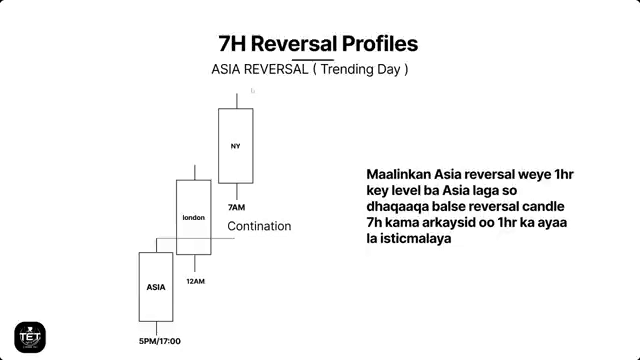 7H Reversal Profiles
ASIA REVERSAL ( Trending Day )
NY
7AM
london
Contination
12AM
ASIA
5PM/17:00
Maalinkan Asia reversal weye 1hr
key level ba Asia laga so
dhaqaaqa balse reversal candle
7h kama arkaysid oo 1hr ka ayaa
la isticmalaya
TET